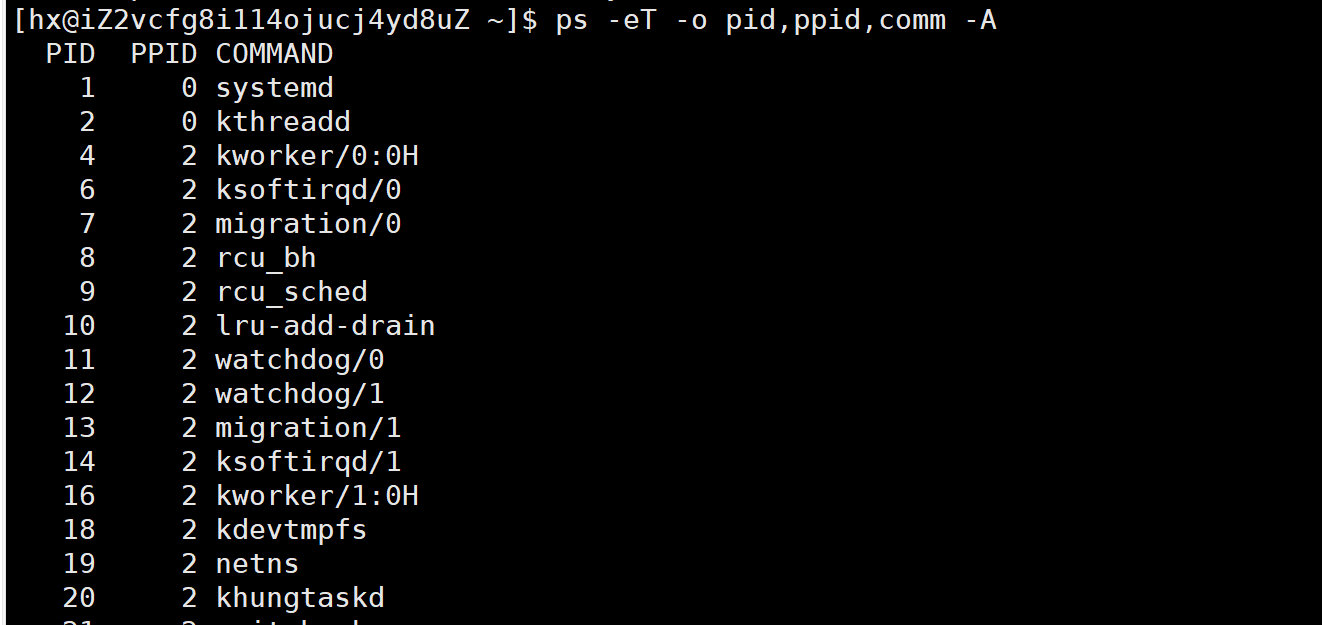 [hx@iZ2vcfg8i114ojucj4yd8uZ ~]$ ps -eT -o pid,ppid,comm -A
PID PPID COMMAND
1 0 systemd
2 0 kthreadd
4 2 kworker/0:0H
6 2 ksoftirqd/0
7 2 migration/0
8 2 rcu_bh
9 2 rcu_sched
10 2 lru-add-drain
11 2 watchdog/0
12 2 watchdog/1
13 2 migration/1
14 2 ksoftirqd/1
16 2 kworker/1:0H
18 2 kdevtmpfs
19 2 netns
20 2 khungtaskd